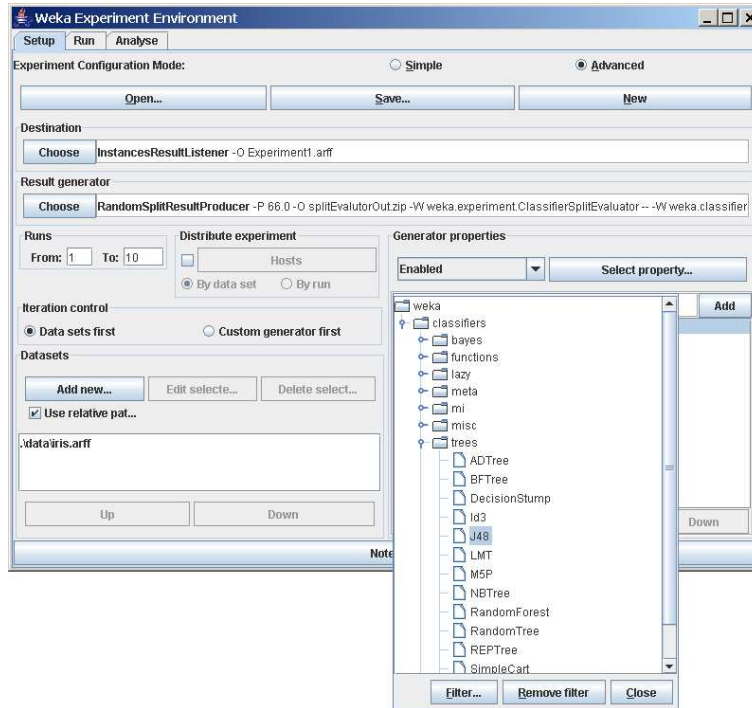 Weka Experiment Environment
Setup Run Analyse
Experiment Configuration Mode: Simple Advanced
Open... Save... New
Destination
Choose InstancesResultListener -O Experiment1.arff
Result generator
Choose RandomSplitResultProducer -P 66.0 -O splitEvalutorOut.zip -W weka.experiment.ClassifierSplitEvaluator -- -W weka.classifier
Runs
From: 1 To: 10
Distribute experiment
Hosts
By data set By run
Generator properties
Enabled Select property...
Iteration control
Data sets first Custom generator first
Datasets
Add new... Edit selecte... Delete select...
Use relative pat...
.\data\iris.arff
Up Down
Add
weka
classifiers
bayes
functions
lazy
meta
mi
misc
trees
ADTree
BFTree
DecisionStump
Id3
J48
LMT
M5P
NBTree
RandomForest
RandomTree
REPTree
SimpleCart
Down
Note
Filter... Remove filter Close